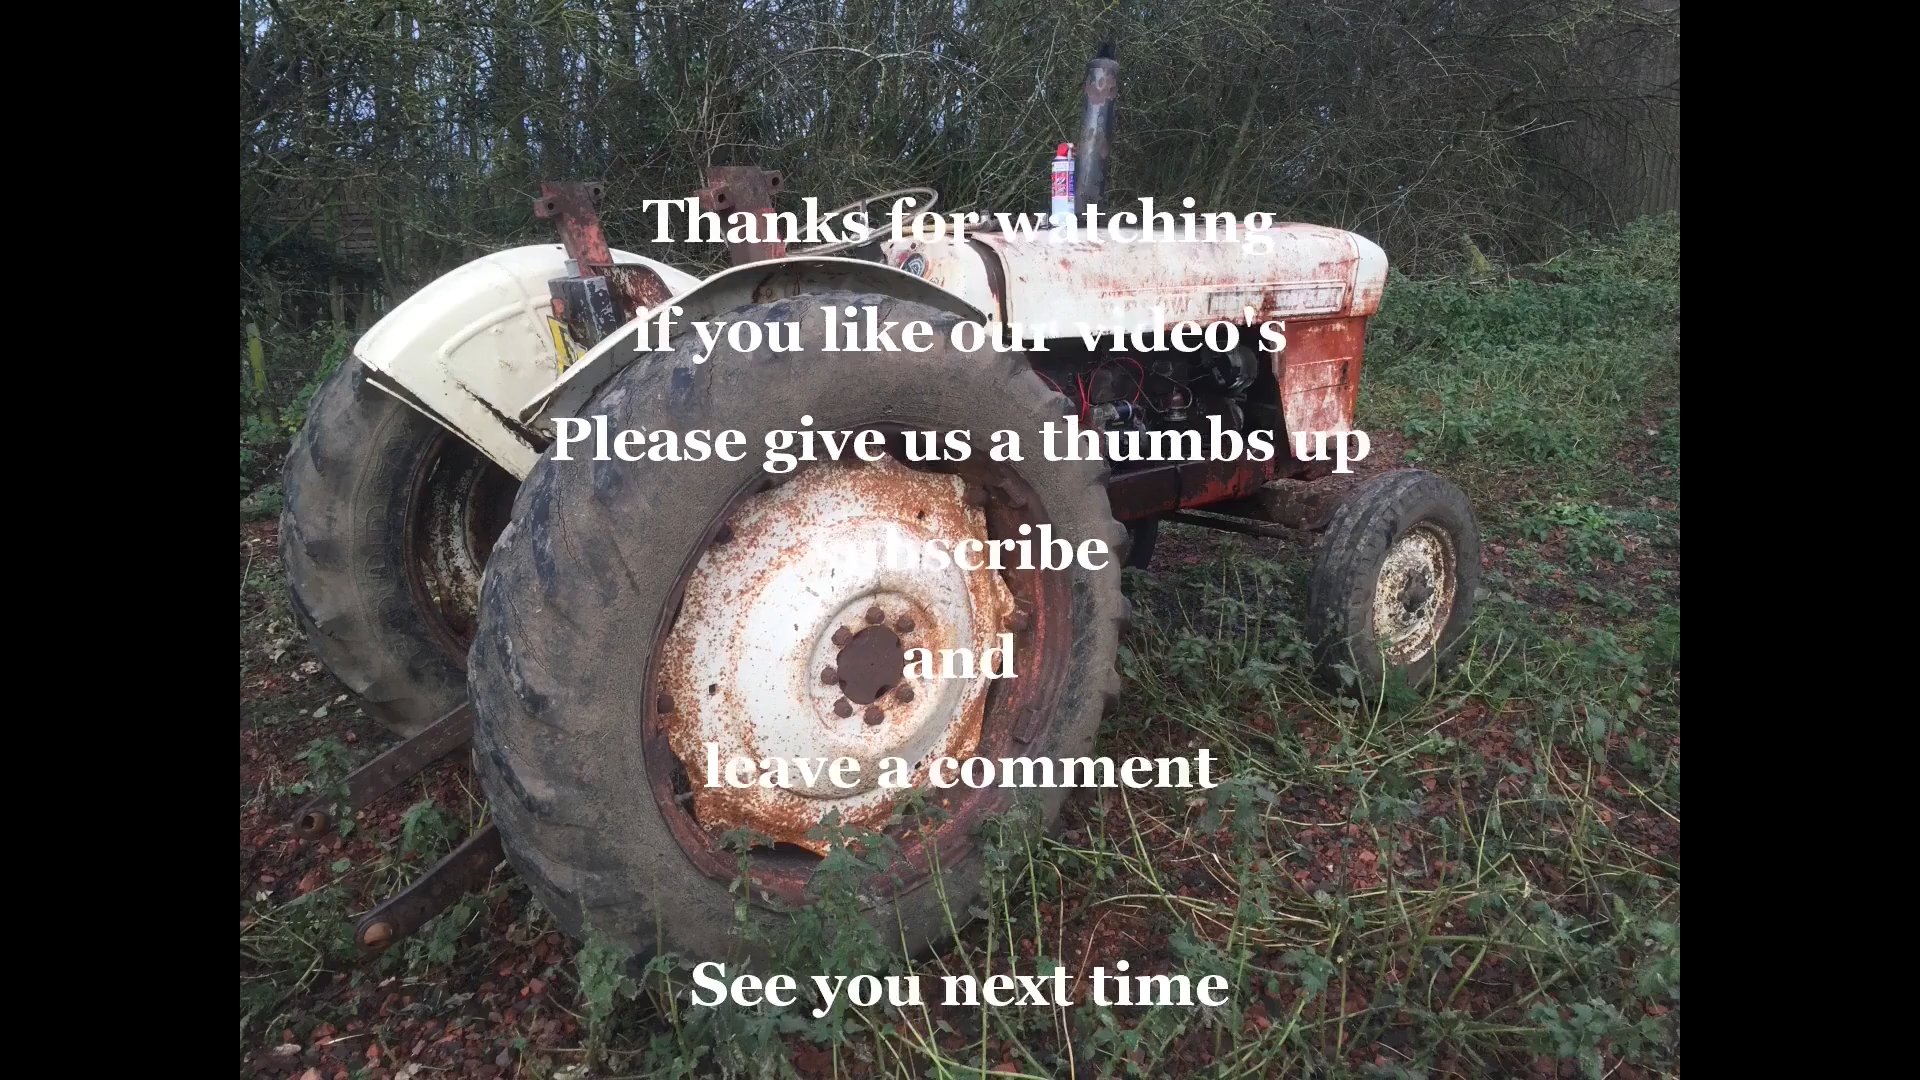 Thanks for watching
if you like our video's
Please give us a thumbs up
subscribe
and
leave a comment
See you next time